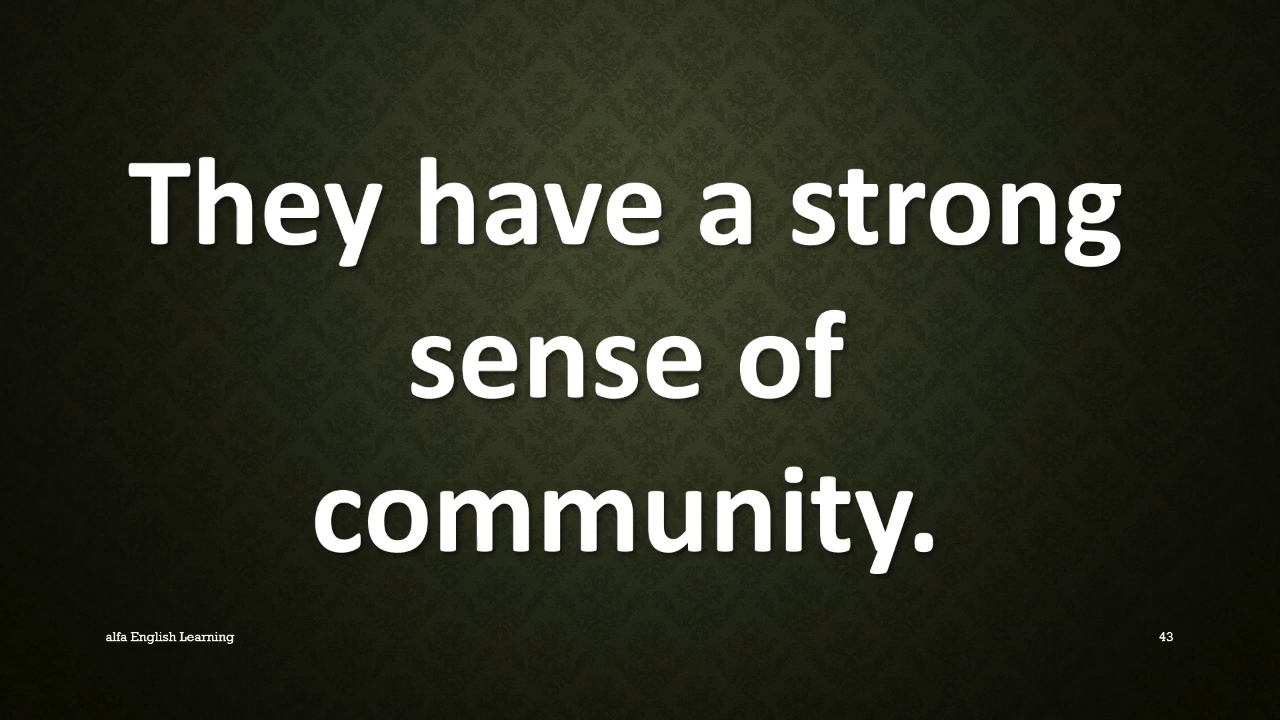 They have a strong
sense of
community.
alfa English Learning
43